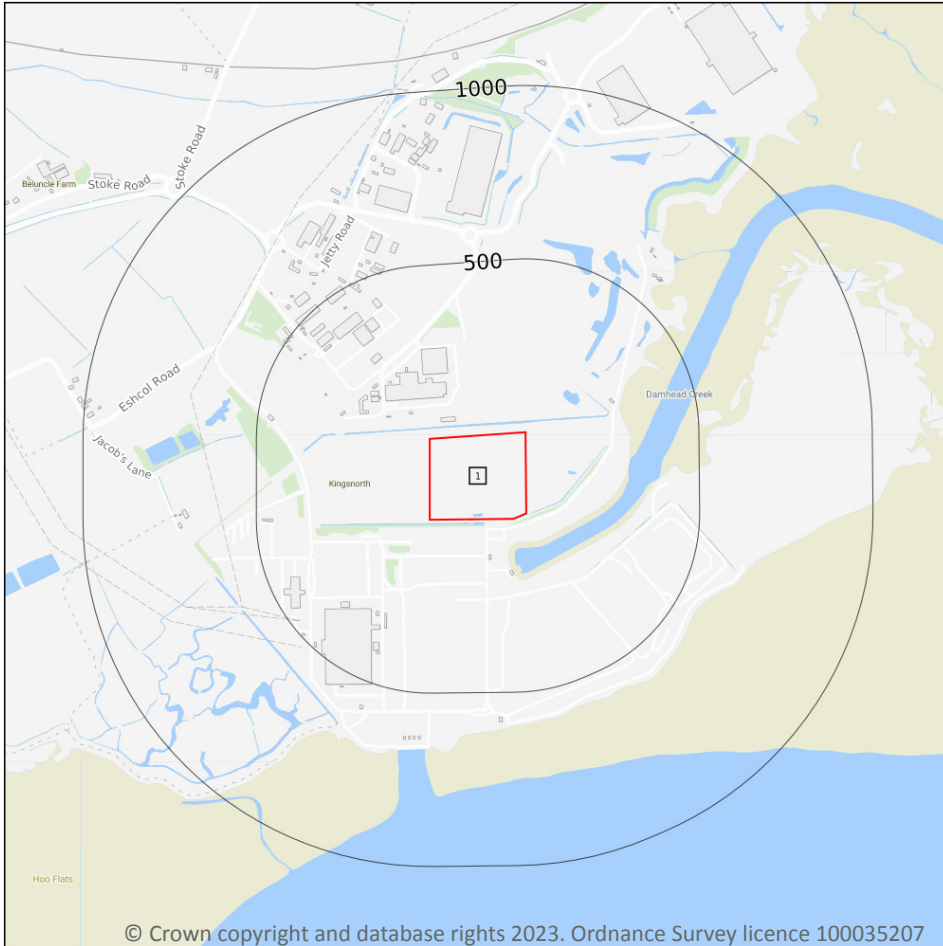 1000
Stoke Road
Beluncle Farm
Stoke Road
Jetty Road
500
Eshcol Road
Damhead Creek
Jacob's Lane
Kingsnorth
1
Hoo Flats
© Crown copyright and database rights 2023. Ordnance Survey licence 100035207